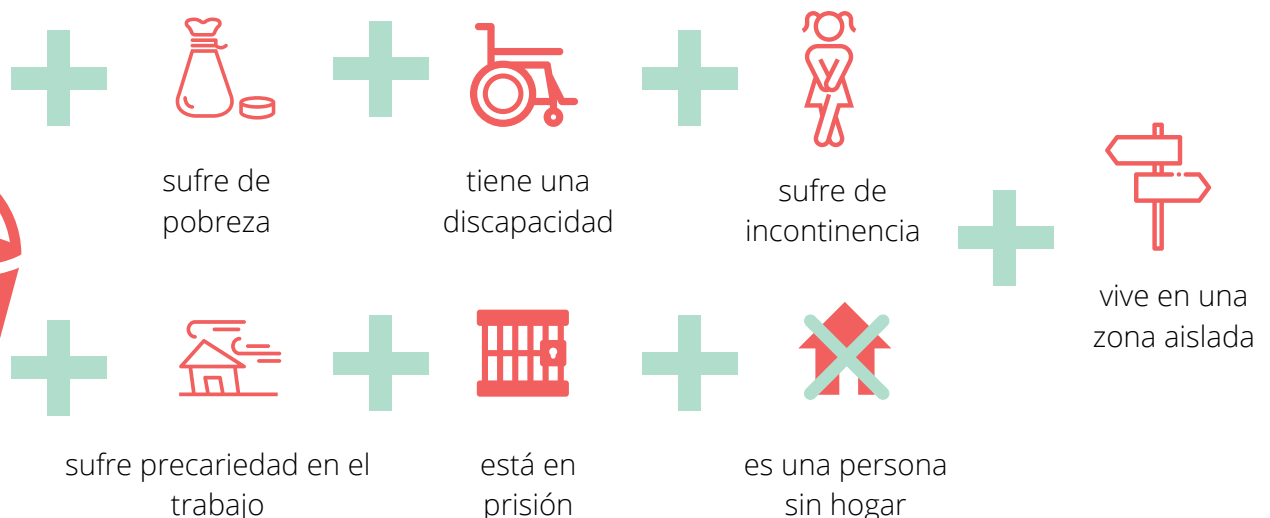 sufre de
pobreza
tiene una
discapacidad
sufre de
incontinencia
vive en una
zona aislada
sufre precariedad en el
trabajo
está en
prisión
es una persona
sin hogar